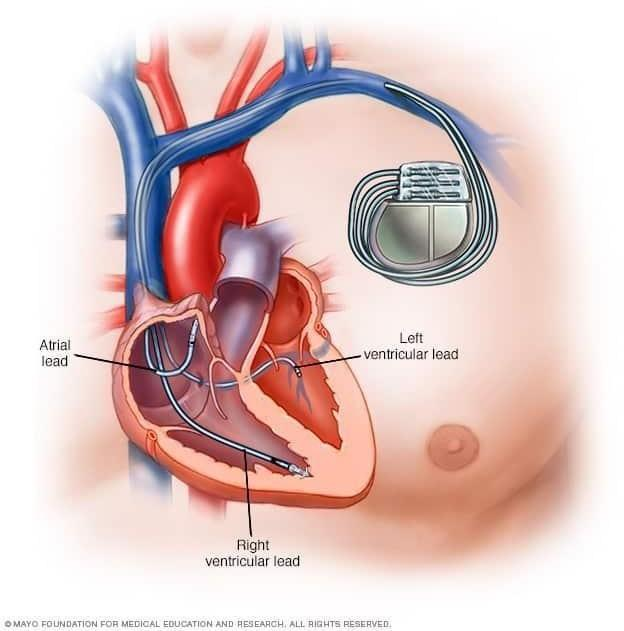 Atrial
lead
Left
ventricular lead
Right
ventricular lead
© MAYO FOUNDATION FOR MEDICAL EDUCATION AND RESEARCH. ALL RIGHTS RESERVED.